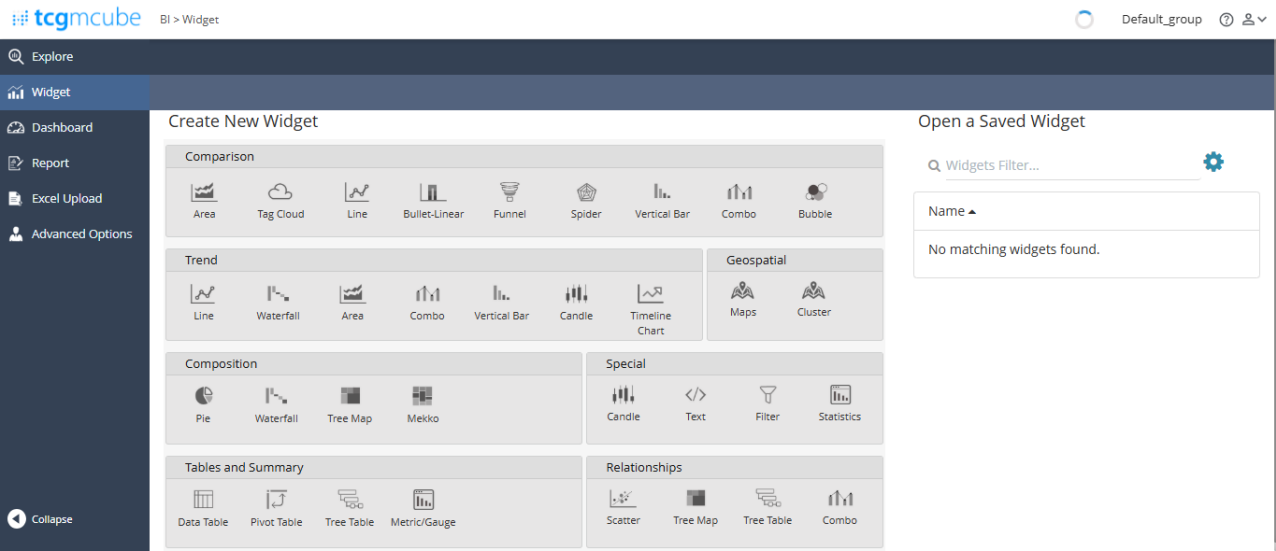 tcgmcube BI > Widget Default_group
Explore
Widget
Dashboard
Report
Excel Upload
Advanced Options
Collapse
Create New Widget
Comparison
Area Tag Cloud Line Bullet-Linear Funnel Spider Vertical Bar Combo Bubble
Trend
Line Waterfall Area Combo Vertical Bar Candle Timeline
Chart
Geospatial
Maps Cluster
Composition
Pie Waterfall Tree Map Mekko
Special
Candle Text Filter Statistics
Tables and Summary
Data Table Pivot Table Tree Table Metric/Gauge
Relationships
Scatter Tree Map Tree Table Combo
Open a Saved Widget
Widgets Filter...
Name
No matching widgets found.